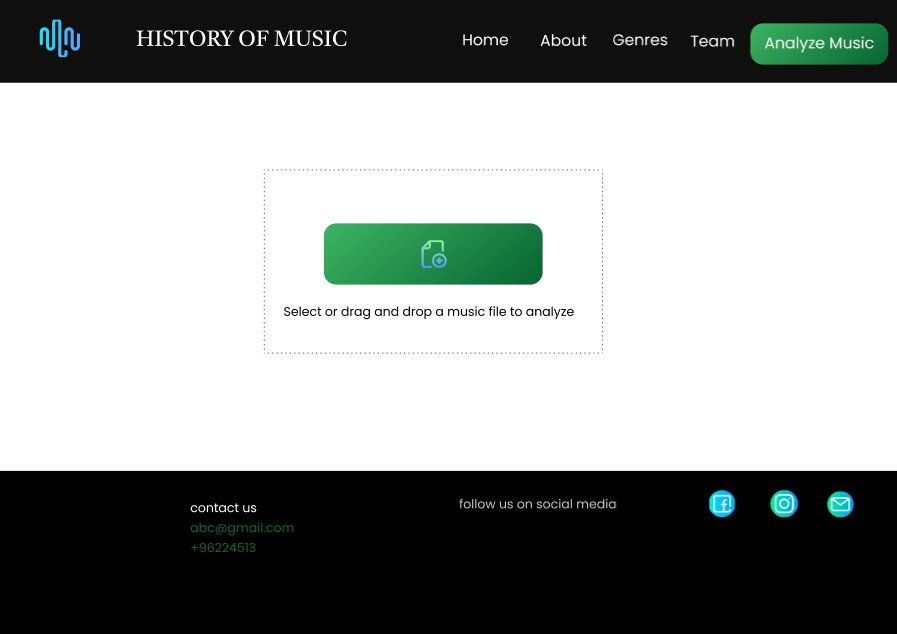 HISTORY OF MUSIC
Home
About
Genres
Team
Analyze Music
Select or drag and drop a music file to analyze
contact us
abc@gmail.com
+96224513
follow us on social media